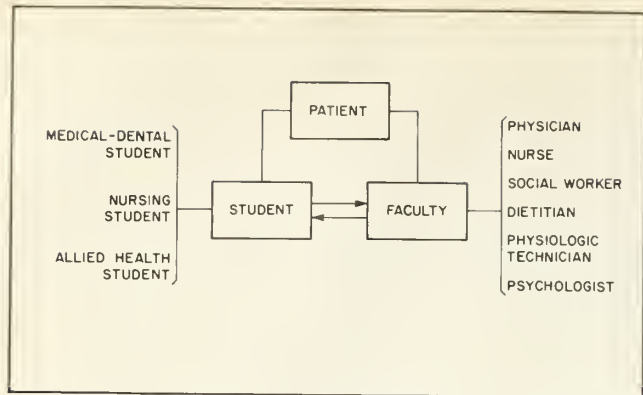 PATIENT
MEDICAL-DENTAL
STUDENT
NURSING
STUDENT
ALLIED HEALTH
STUDENT
STUDENT
FACULTY
PHYSICIAN
NURSE
SOCIAL WORKER
DIETITIAN
PHYSIOLOGIC
TECHNICIAN
PSYCHOLOGIST